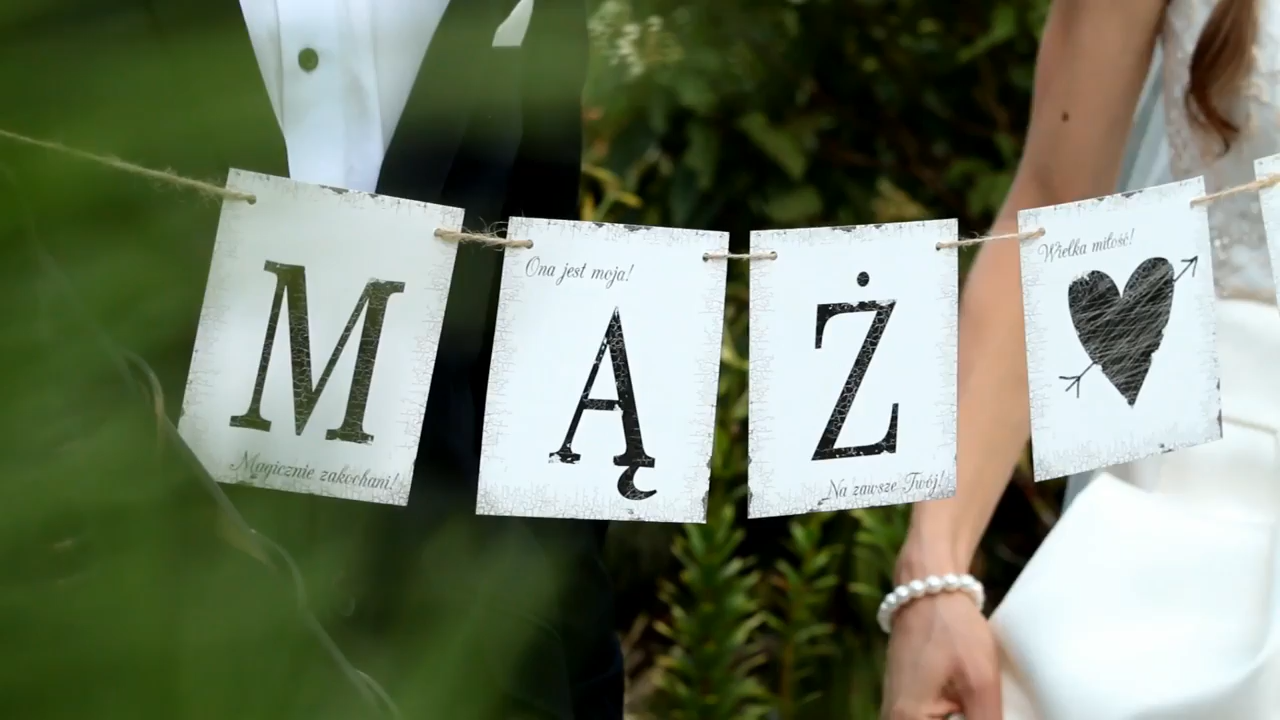 M
Magicznie zakochani!
Ona jest moja!
Ą
Ż
Na zawsze Twój!
Wielka miłość!